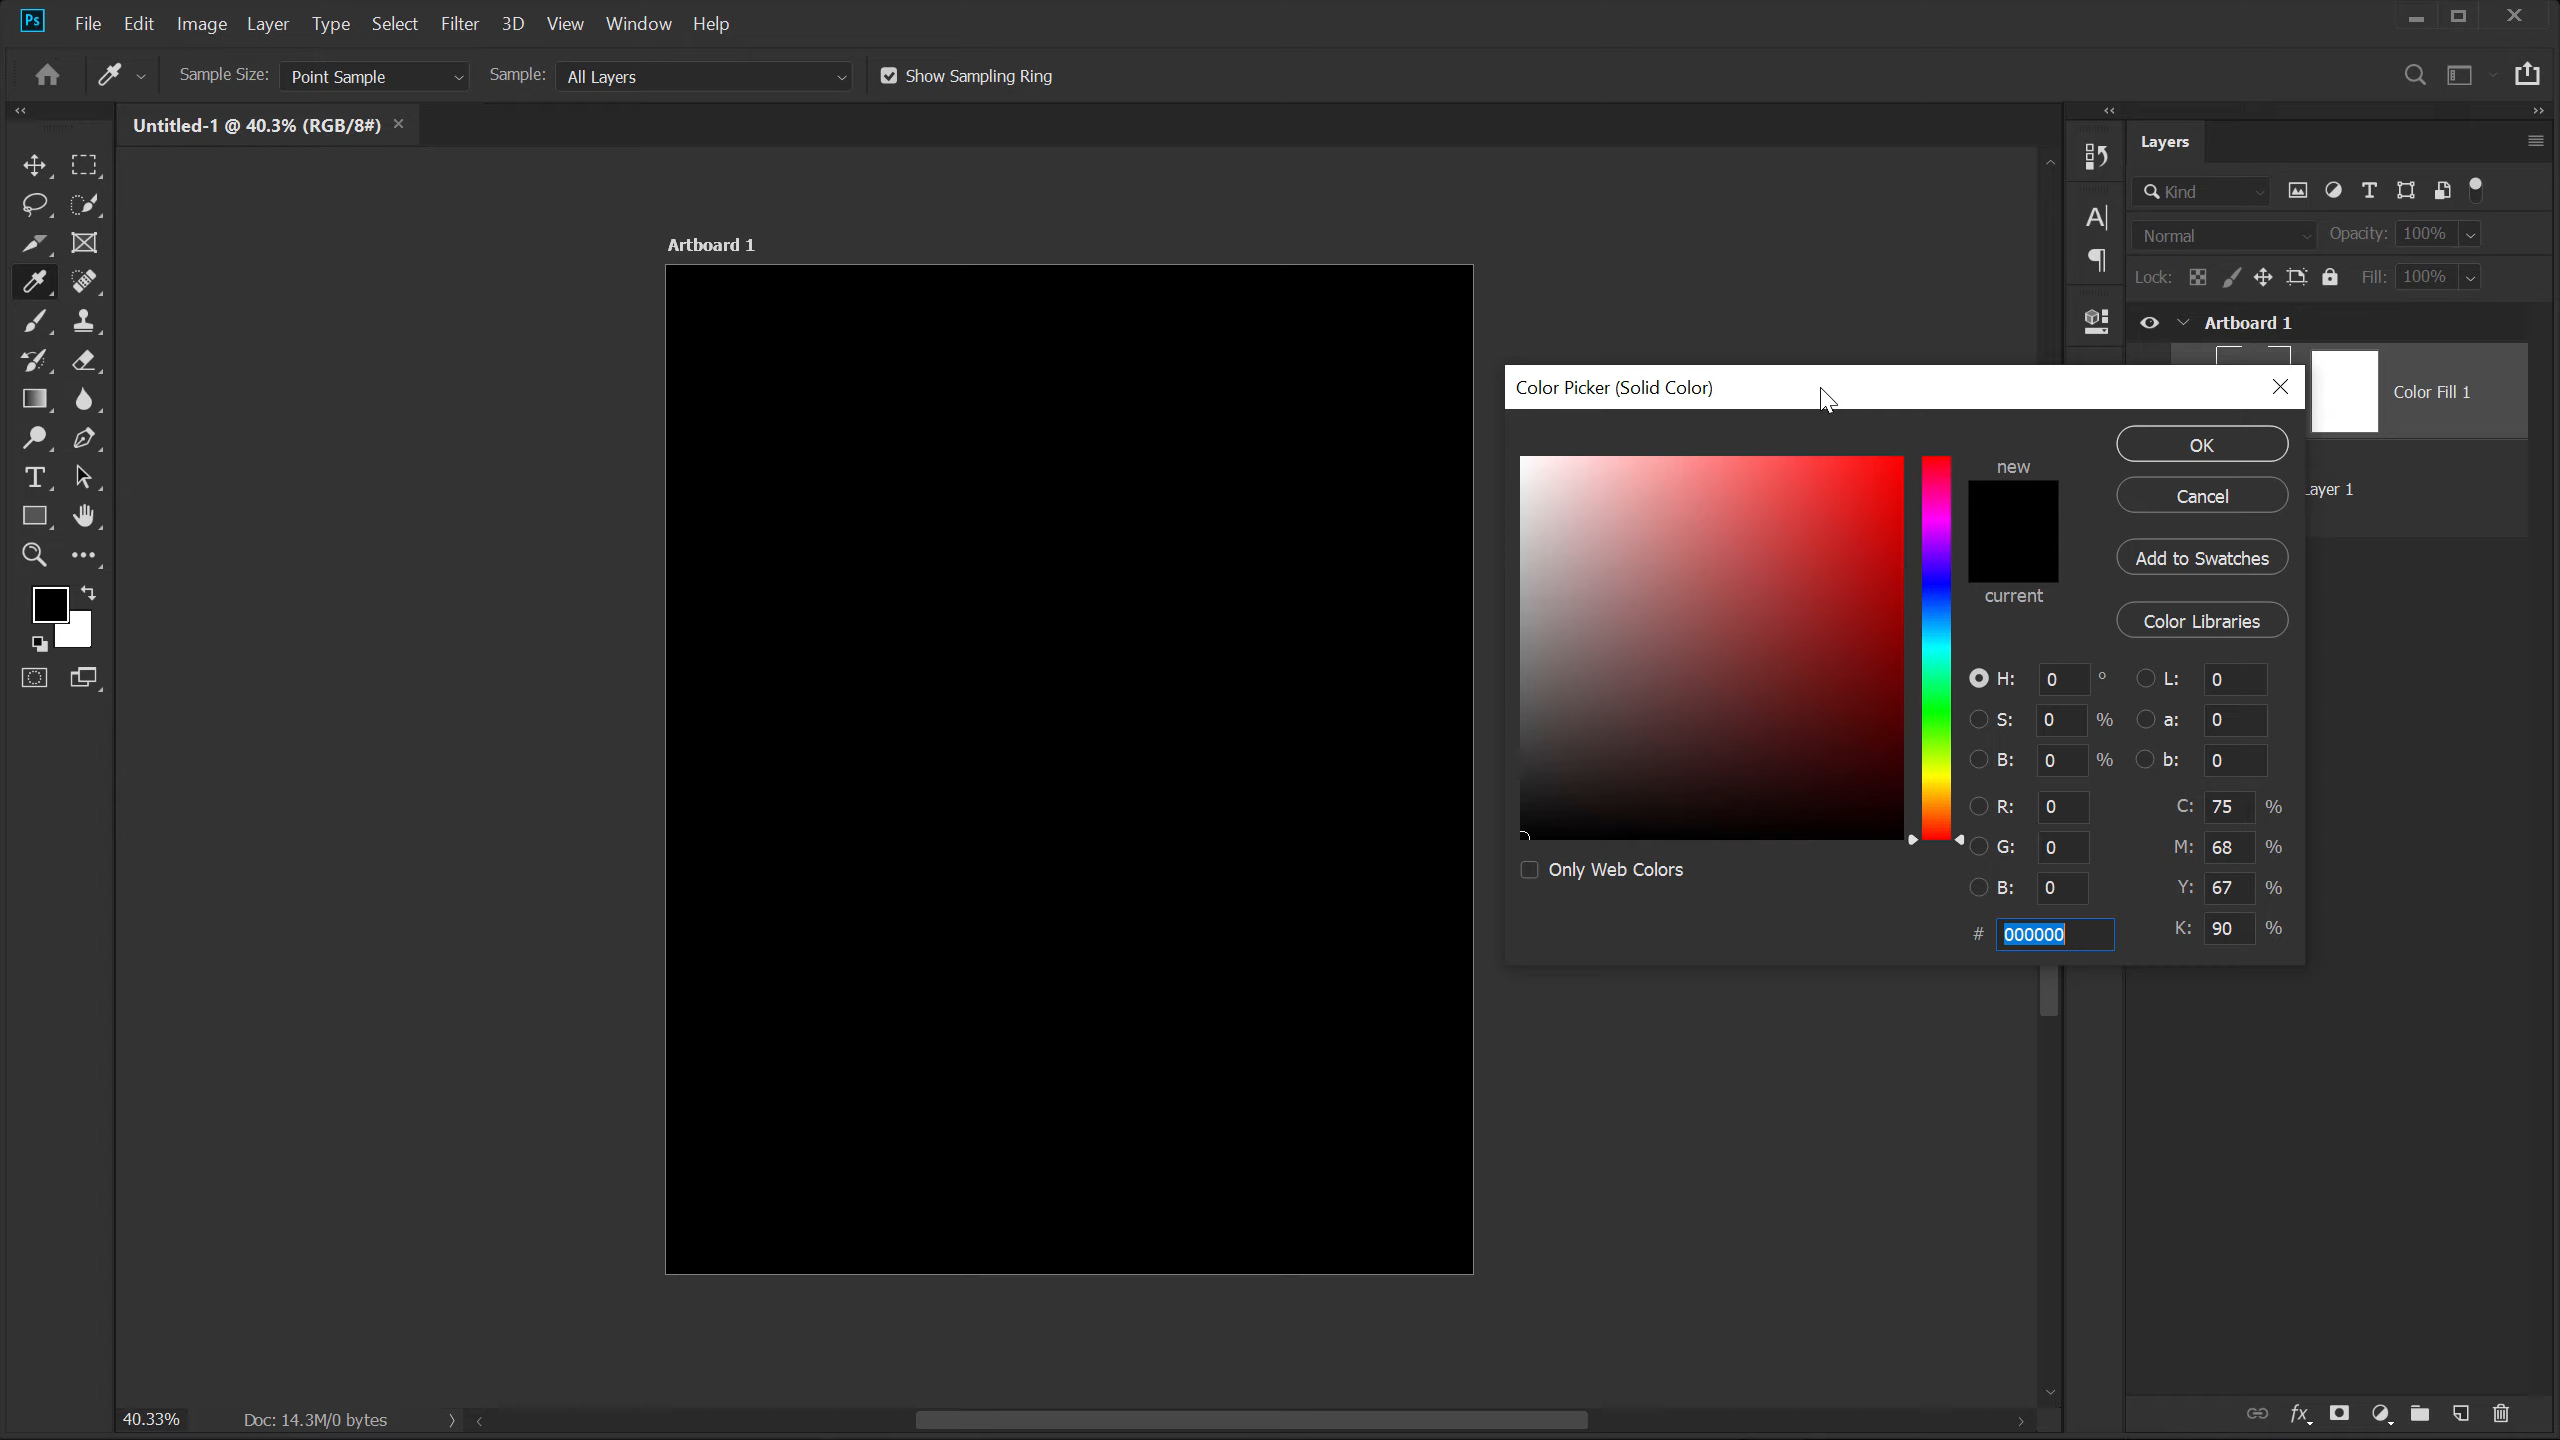 Ps File Edit Image Layer Type Select Filter 3D View Window Help
Sample Size: Point Sample Sample: All Layers Show Sampling Ring
Untitled-1 @ 40.3% (RGB/8#)
Layers
Kind
Normal Opacity: 100%
Lock: Fill: 100%
Artboard 1
Artboard 1
Color Fill 1
Layer 1
Color Picker (Solid Color)
OK
new
Cancel
Add to Swatches
current
Color Libraries
H: 0 ° L: 0
S: 0 % a: 0
B: 0 % b: 0
R: 0 C: 75 %
G: 0 M: 68 %
B: 0 Y: 67 %
# 000000 K: 90 %
Only Web Colors
40.33% Doc: 14.3M/0 bytes
fx